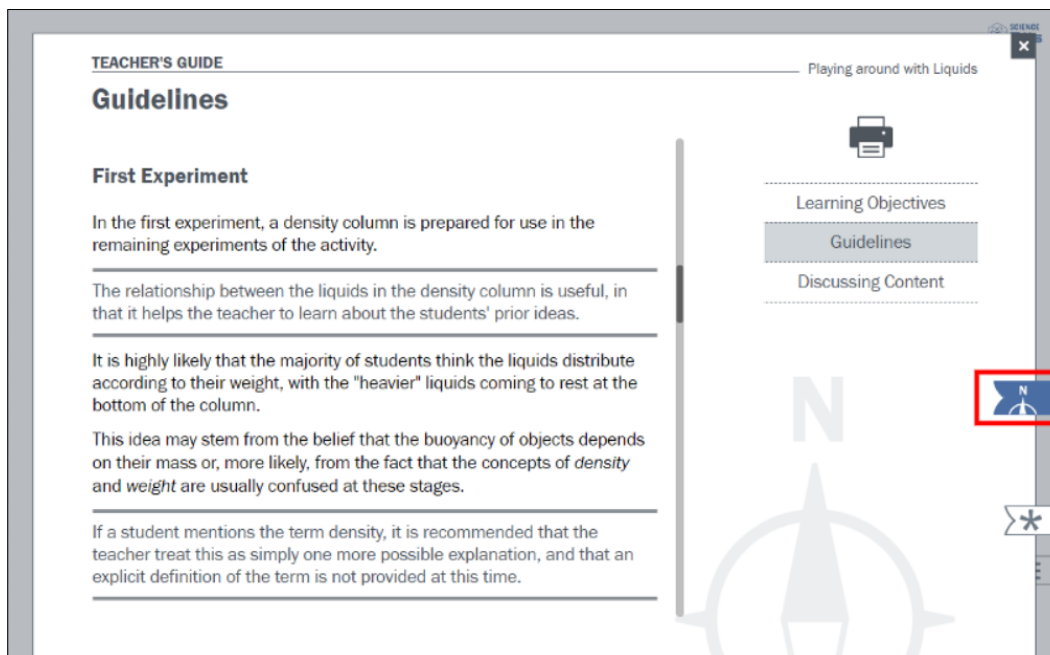 SCIENCE
TEACHER'S GUIDE
Playing around with Liquids
Guidelines
First Experiment
In the first experiment, a density column is prepared for use in the
remaining experiments of the activity.
The relationship between the liquids in the density column is useful, in
that it helps the teacher to learn about the students' prior ideas.
It is highly likely that the majority of students think the liquids distribute
according to their weight, with the "heavier" liquids coming to rest at the
bottom of the column.
This idea may stem from the belief that the buoyancy of objects depends
on their mass or, more likely, from the fact that the concepts of density
and weight are usually confused at these stages.
If a student mentions the term density, it is recommended that the
teacher treat this as simply one more possible explanation, and that an
explicit definition of the term is not provided at this time.
Learning Objectives
Guidelines
Discussing Content
N
N